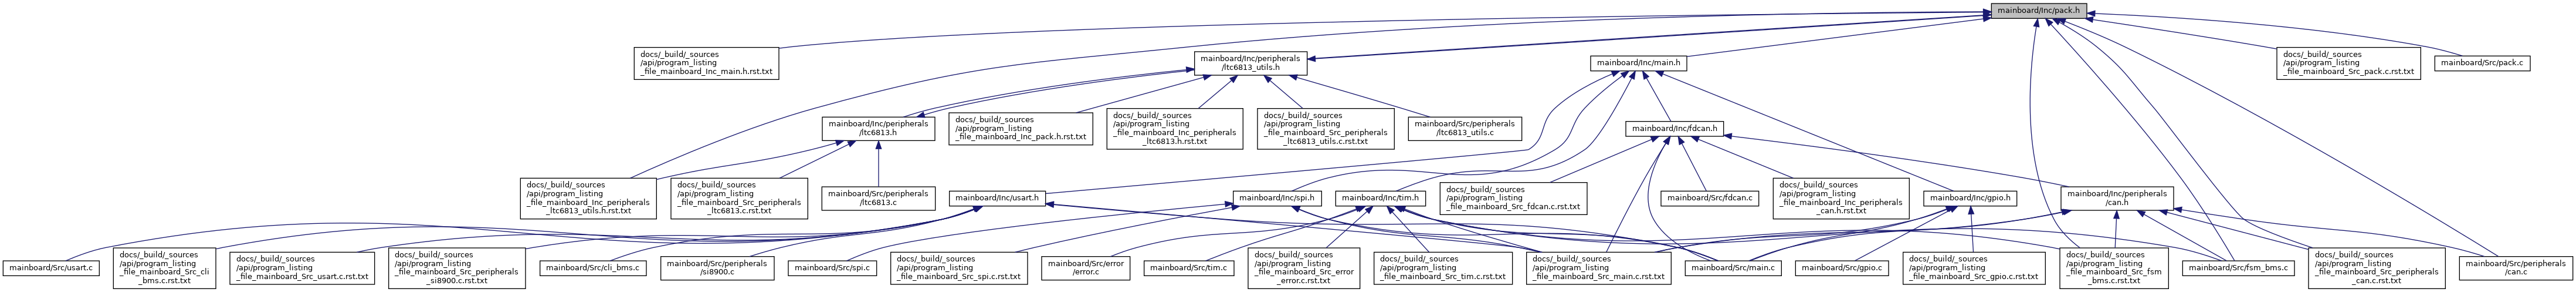 mainboard/Inc/pack.h
docs/_build/_sources
/api/program_listing
_file_mainboard_Inc_main.h.rst.txt
mainboard/Inc/peripherals
/ltc6813_utils.h
mainboard/Inc/main.h
docs/_build/_sources
/api/program_listing
_file_mainboard_Src_pack.c.rst.txt
mainboard/Src/pack.c
mainboard/Inc/peripherals
/ltc6813.h
docs/_build/_sources
/api/program_listing
_file_mainboard_Inc_pack.h.rst.txt
docs/_build/_sources
/api/program_listing
_file_mainboard_Inc_peripherals
_ltc6813.h.rst.txt
docs/_build/_sources
/api/program_listing
_file_mainboard_Src_peripherals
_ltc6813_utils.c.rst.txt
mainboard/Src/peripherals
/ltc6813_utils.c
mainboard/Inc/fdcan.h
docs/_build/_sources
/api/program_listing
_file_mainboard_Inc_peripherals
_ltc6813_utils.h.rst.txt
docs/_build/_sources
/api/program_listing
_file_mainboard_Src_peripherals
_ltc6813.c.rst.txt
mainboard/Src/peripherals
/ltc6813.c
mainboard/Inc/usart.h
mainboard/Inc/spi.h
mainboard/Inc/tim.h
docs/_build/_sources
/api/program_listing
_file_mainboard_Src_fdcan.c.rst.txt
mainboard/Src/fdcan.c
docs/_build/_sources
/api/program_listing
_file_mainboard_Inc_peripherals
_can.h.rst.txt
mainboard/Inc/gpio.h
mainboard/Inc/peripherals
/can.h
mainboard/Src/usart.c
docs/_build/_sources
/api/program_listing
_file_mainboard_Src_cli
_bms.c.rst.txt
docs/_build/_sources
/api/program_listing
_file_mainboard_Src_usart.c.rst.txt
docs/_build/_sources
/api/program_listing
_file_mainboard_Src_peripherals
_si8900.c.rst.txt
mainboard/Src/cli_bms.c
mainboard/Src/peripherals
/si8900.c
mainboard/Src/spi.c
docs/_build/_sources
/api/program_listing
_file_mainboard_Src_spi.c.rst.txt
mainboard/Src/error
/error.c
mainboard/Src/tim.c
docs/_build/_sources
/api/program_listing
_file_mainboard_Src_error
_error.c.rst.txt
docs/_build/_sources
/api/program_listing
_file_mainboard_Src_tim.c.rst.txt
docs/_build/_sources
/api/program_listing
_file_mainboard_Src_main.c.rst.txt
mainboard/Src/main.c
mainboard/Src/gpio.c
docs/_build/_sources
/api/program_listing
_file_mainboard_Src_gpio.c.rst.txt
docs/_build/_sources
/api/program_listing
_file_mainboard_Src_fsm
_bms.c.rst.txt
mainboard/Src/fsm_bms.c
docs/_build/_sources
/api/program_listing
_file_mainboard_Src_peripherals
_can.c.rst.txt
mainboard/Src/peripherals
/can.c